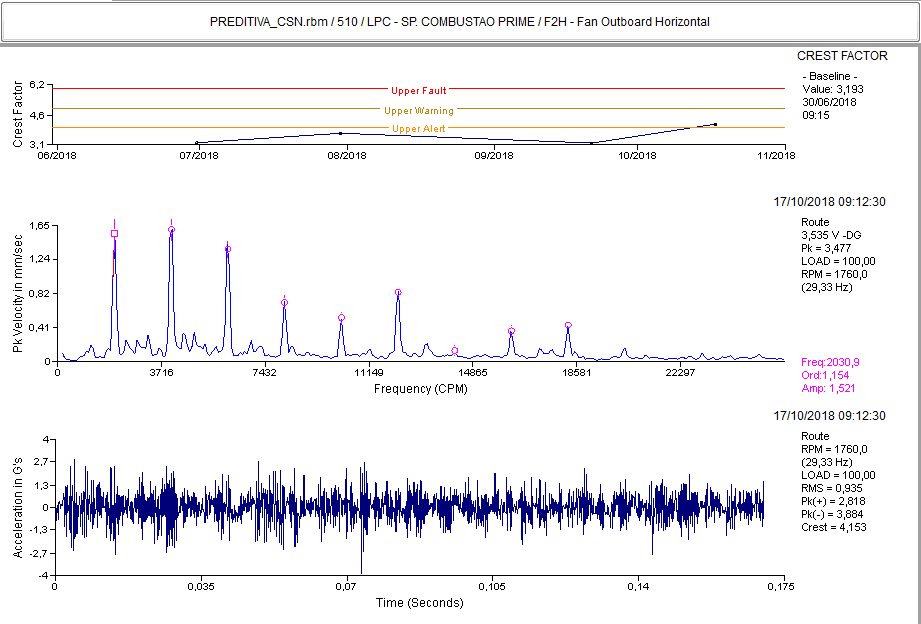 PREDITIVA_CSN.rbm / 510 / LPC - SP. COMBUSTAO PRIME / F2H - Fan Outboard Horizontal
CREST FACTOR
- Baseline -
Value: 3,193
30/06/2018
09:15
Crest Factor
6,2
4,6
3,1
Upper Fault
Upper Warning
Upper Alert
06/2018
07/2018
08/2018
09/2018
10/2018
11/2018
17/10/2018 09:12:30
Route
3,535 V -DG
Pk = 3,477
LOAD = 100,00
RPM = 1760,0
(29,33 Hz)
Pk Velocity in mm/sec
1,65
1,24
0,82
0,41
0
0
3716
7432
11149
14865
18581
22297
Frequency (CPM)
Freq:2030,9
Ord:1,154
Amp: 1,521
17/10/2018 09:12:30
Route
RPM = 1760,0
(29,33 Hz)
LOAD = 100,00
RMS = 0,935
Pk(+) = 2,818
Pk(-) = 3,884
Crest = 4,153
Acceleration in G's
4
2,7
1,3
0
-1,3
-2,7
-4
0
0,035
0,07
0,105
0,14
0,175
Time (Seconds)